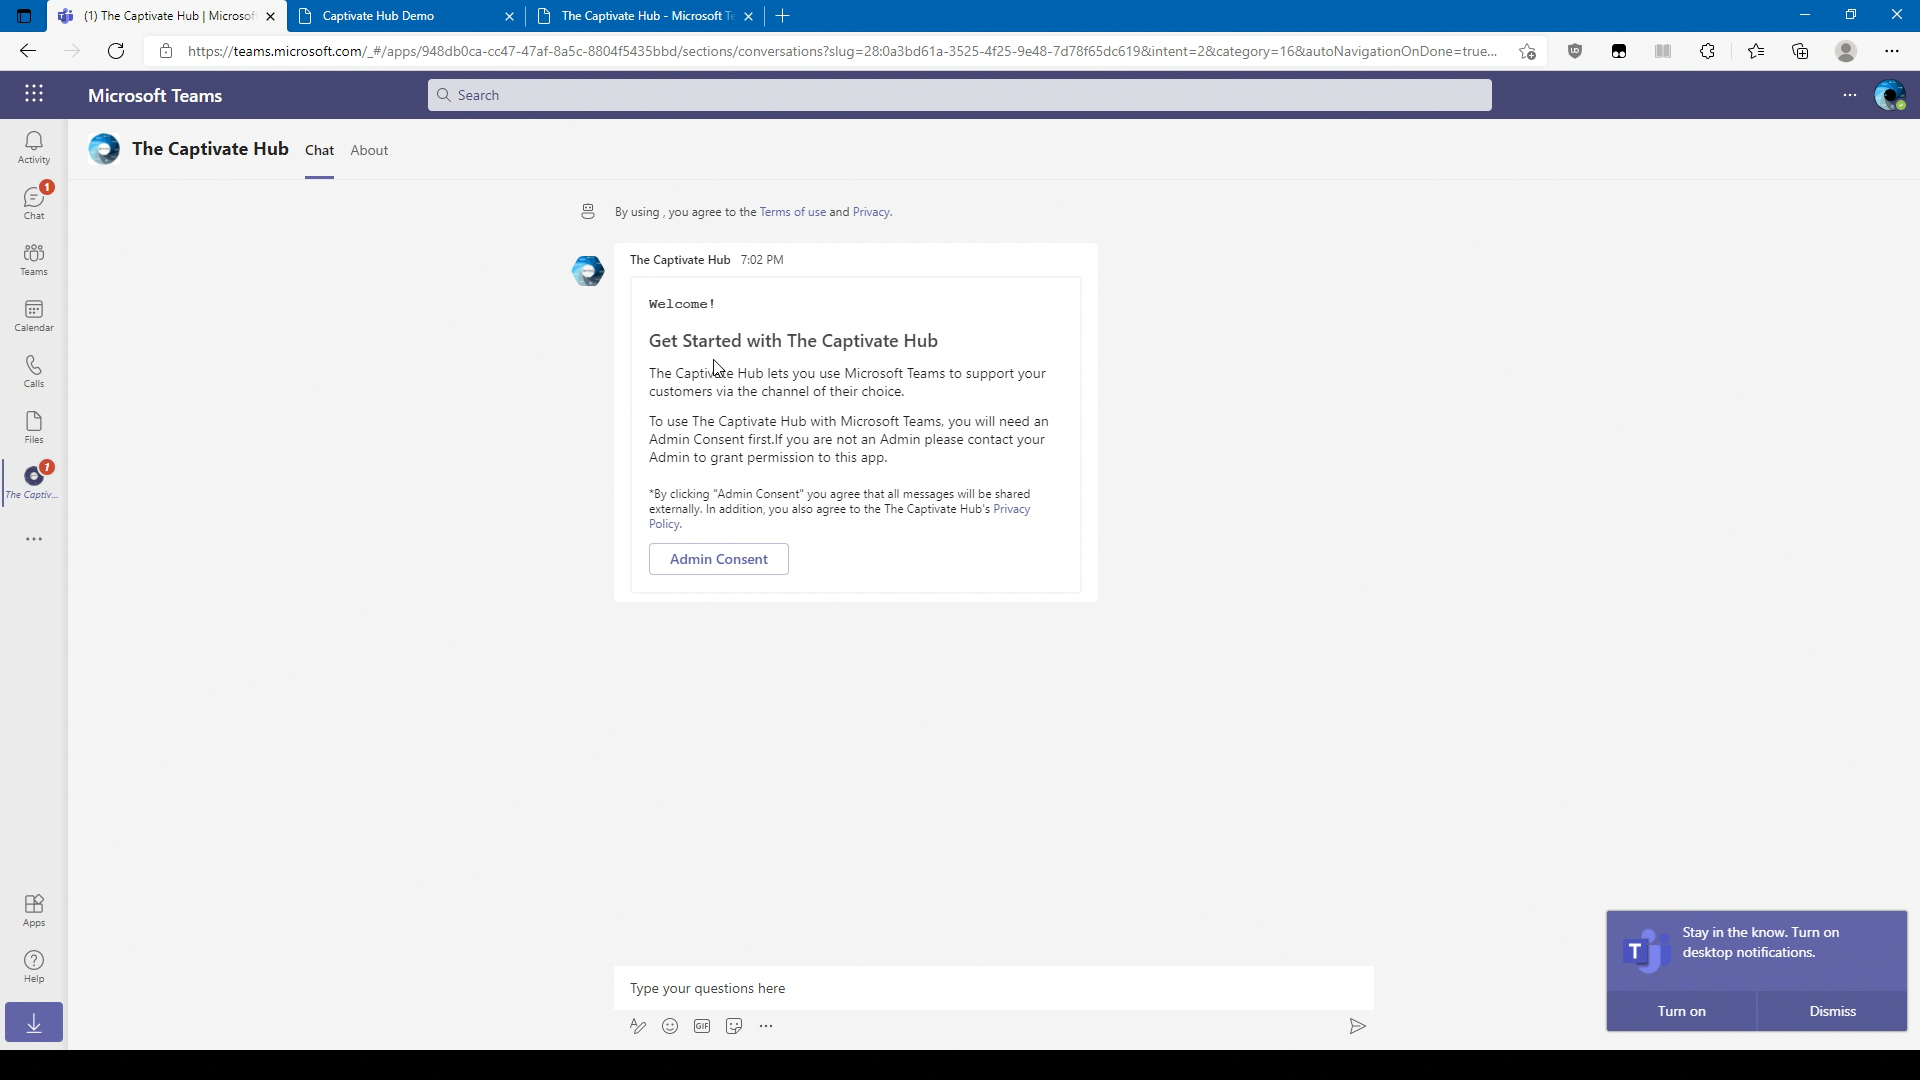 (1) The Captivate Hub | Microsof
Captivate Hub Demo
The Captivate Hub - Microsoft Te
https://teams.microsoft.com/_#/apps/948db0ca-cc47-47af-8a5c-8804f5435bbd/sections/conversations?slug=28:0a3bd61a-3525-4f25-9e48-7d78f65dc619&intent=2&category=16&autoNavigationOnDone=true...
Microsoft Teams
Search
Activity
1
Chat
Teams
Calendar
Calls
Files
1
The Captiv...
Apps
Help
The Captivate Hub
Chat
About
By using , you agree to the Terms of use and Privacy.
The Captivate Hub 7:02 PM
Welcome!
Get Started with The Captivate Hub
The Captivate Hub lets you use Microsoft Teams to support your
customers via the channel of their choice.
To use The Captivate Hub with Microsoft Teams, you will need an
Admin Consent first.If you are not an Admin please contact your
Admin to grant permission to this app.
*By clicking "Admin Consent" you agree that all messages will be shared
externally. In addition, you also agree to the The Captivate Hub's Privacy
Policy.
Admin Consent
Type your questions here
GIF
T
Stay in the know. Turn on
desktop notifications.
Turn on
Dismiss